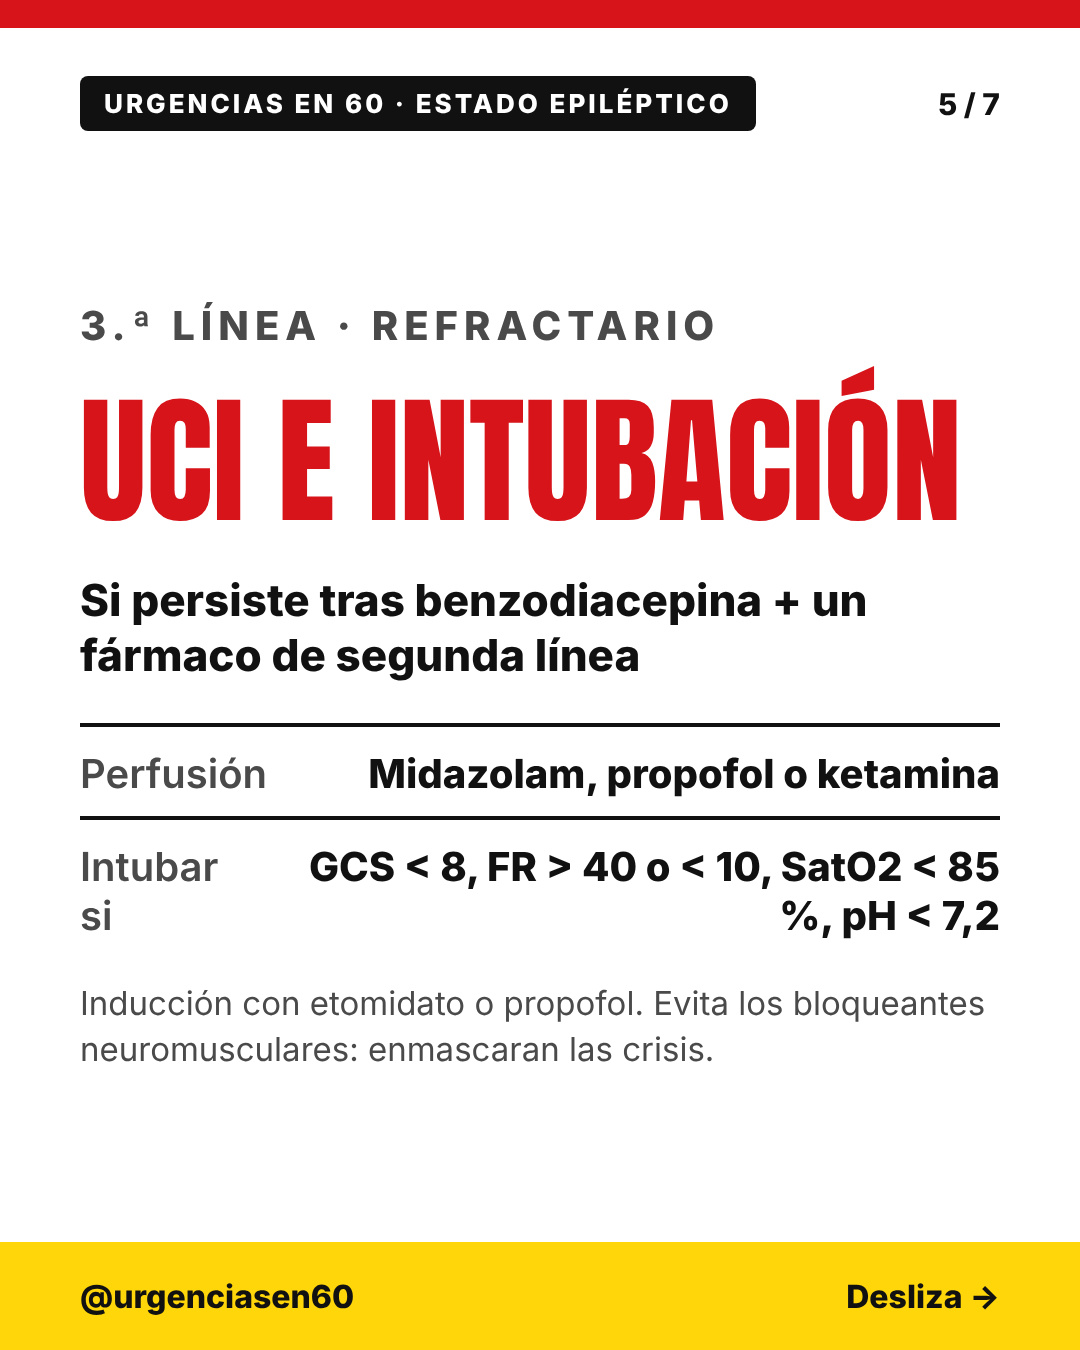 URGENCIAS EN 60 · ESTADO EPILÉPTICO
5 / 7
3.ª LÍNEA · REFRACTARIO
UCI E INTUBACIÓN
Si persiste tras benzodiacepina + un
fármaco de segunda línea
Perfusión Midazolam, propofol o ketamina
Intubar si GCS < 8, FR > 40 o < 10, SatO2 < 85
%, pH < 7,2
Inducción con etomidato o propofol. Evita los bloqueantes
neuromusculares: enmascaran las crisis.
@urgenciasen60
Desliza →